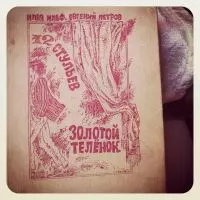 ИЛЬЯ ИЛЬФ. ЕВГЕНИЙ ПЕТРОВ
12
СТУЛЬЕВ
ЗОЛОТОЙ
ТЕЛЁНОК